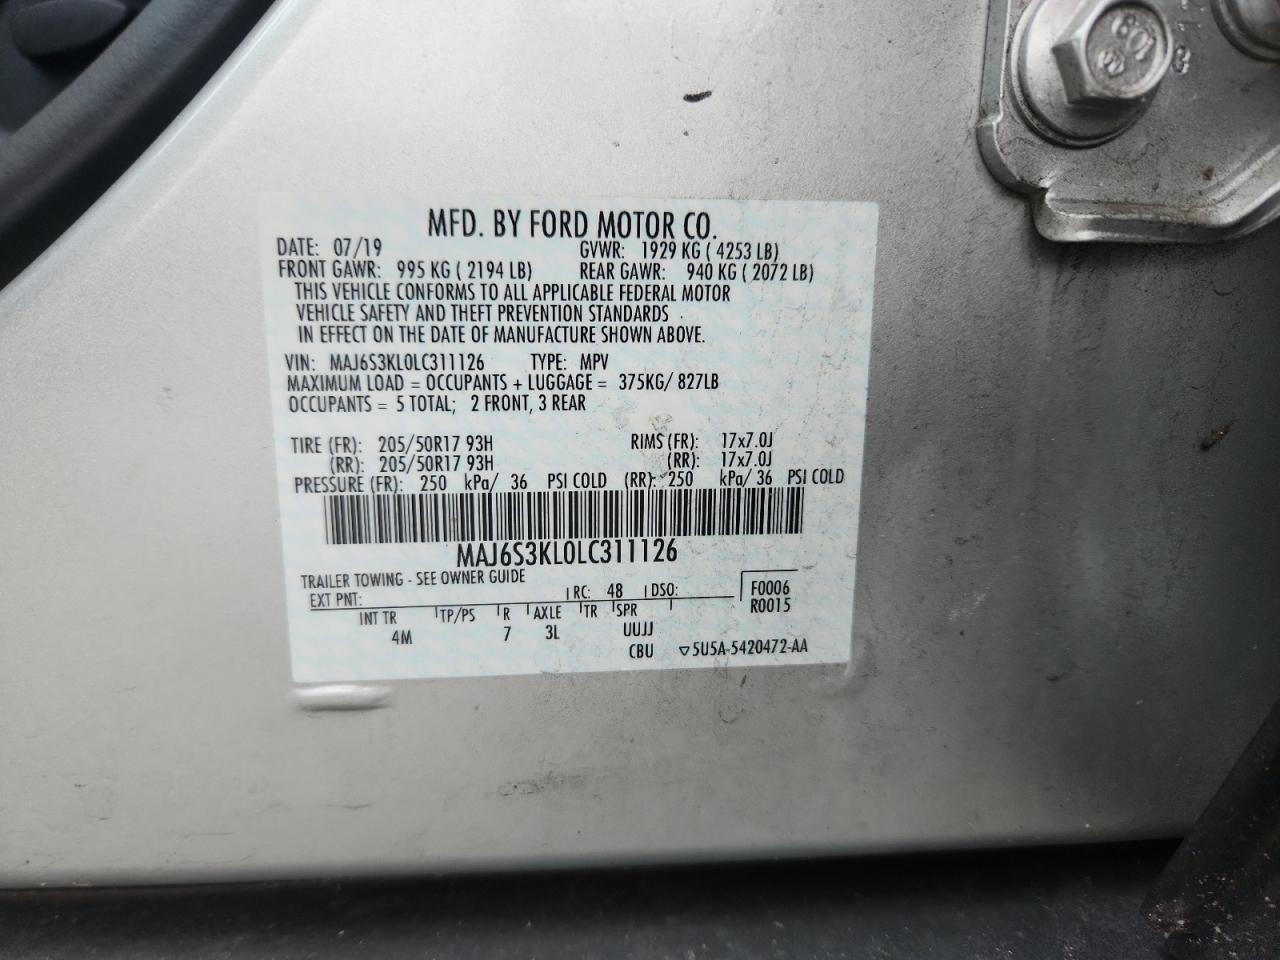 MFD. BY FORD MOTOR CO.
DATE: 07/19 GVWR: 1929 KG ( 4253 LB)
FRONT GAWR: 995 KG ( 2194 LB) REAR GAWR: 940 KG ( 2072 LB)
THIS VEHICLE CONFORMS TO ALL APPLICABLE FEDERAL MOTOR
VEHICLE SAFETY AND THEFT PREVENTION STANDARDS
IN EFFECT ON THE DATE OF MANUFACTURE SHOWN ABOVE.
VIN: MAJ6S3KL0LC311126 TYPE: MPV
MAXIMUM LOAD = OCCUPANTS + LUGGAGE = 375KG/ 827LB
OCCUPANTS = 5 TOTAL; 2 FRONT, 3 REAR
TIRE (FR): 205/50R17 93H RIMS (FR): 17x7.0J
(RR): 205/50R17 93H (RR): 17x7.0J
PRESSURE (FR): 250 kPa/ 36 PSI COLD (RR): 250 kPa/ 36 PSI COLD
MAJ6S3KL0LC311126
TRAILER TOWING - SEE OWNER GUIDE
EXT PNT: RC: 48 DSO: F0006
R0015
INT TR TP/PS R AXLE TR SPR
4M 7 3L UUJJ
CBU ▽5U5A-5420472-AA